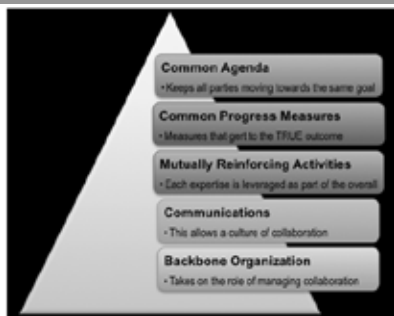 Common Agenda
• Keeps all parties moving towards the same goal
Common Progress Measures
• Measures that gert to the TRUE outcome
Mutually Reinforcing Activities
• Each expertise is leveraged as part of the overall
Communications
• This allows a culture of collaboration
Backbone Organization
• Takes on the role of managing collaboration